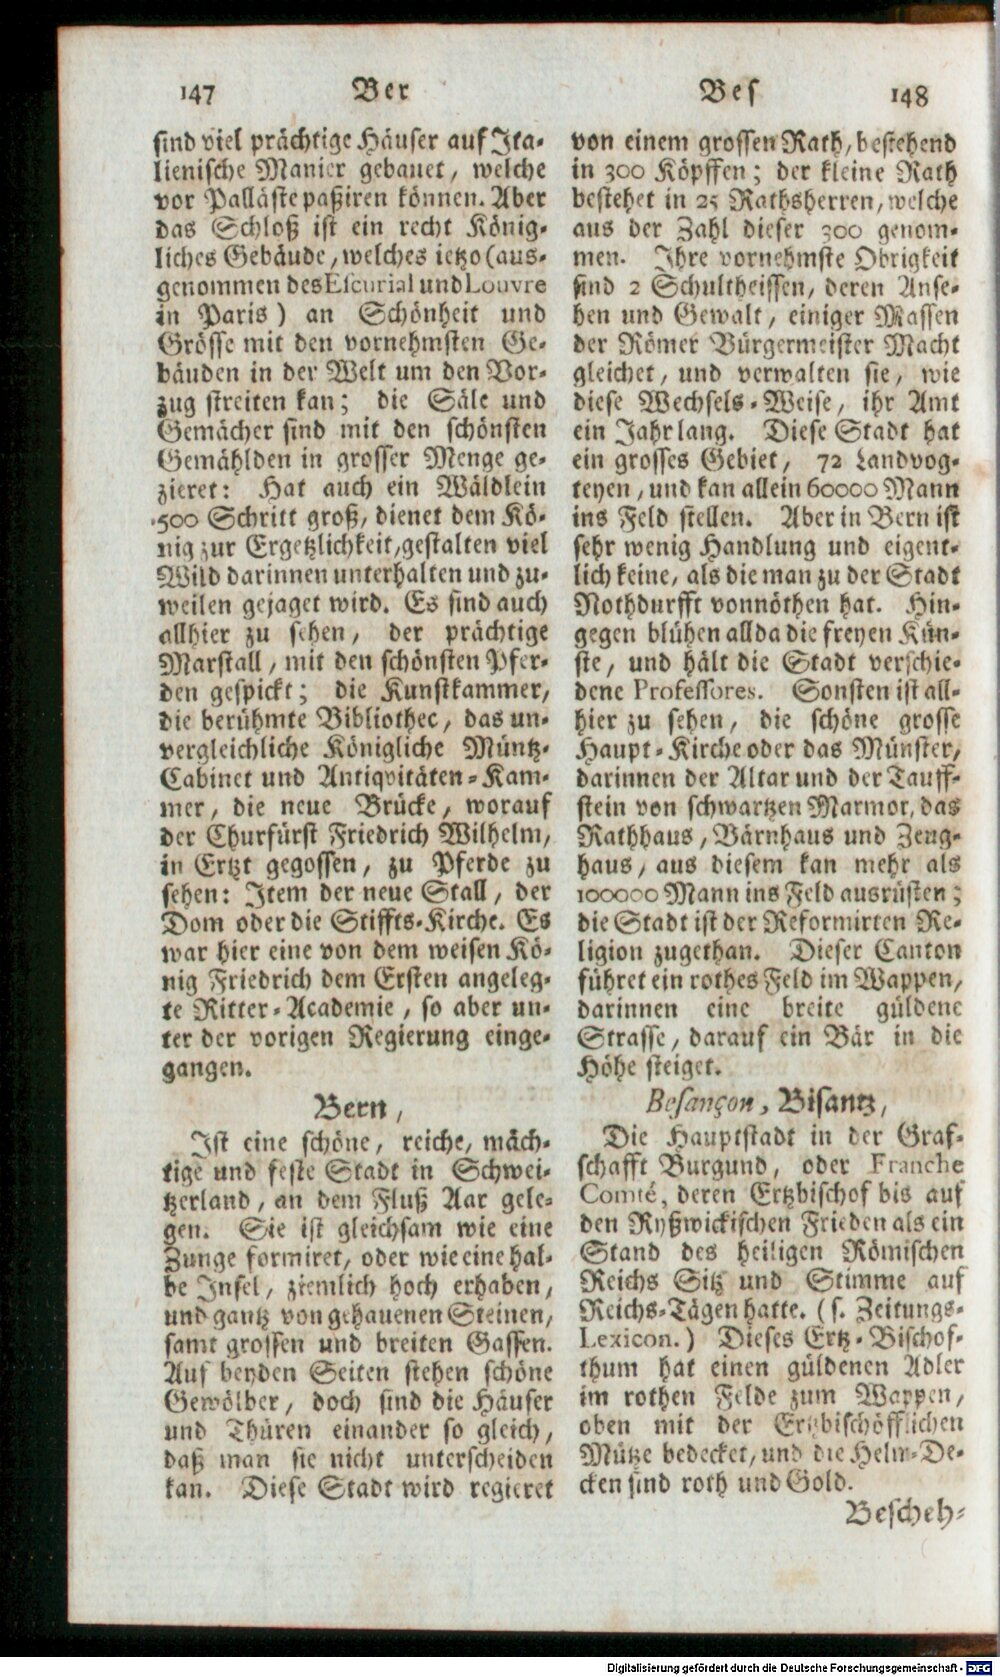 147 Ber
sind viel prächtige Häuser auf Ita-
lienische Manier gebauet, welche
vor Palläste paßiren können. Aber
das Schloß ist ein recht König-
liches Gebäude, welches ietzo (aus-
genommen des Escurial und Louvre
in Paris) an Schönheit und
Grösse mit den vornehmsten Ge-
bäuden in der Welt um den Vor-
zug streiten kan; die Säle und
Gemächer sind mit den schönsten
Gemählden in grosser Menge ge-
zieret: Hat auch ein Wäldlein
500 Schritt groß, dienet dem Kö-
nig zur Ergetzlichkeit, gestalten viel
Wild darinnen unterhalten und zu-
weilen gejaget wird. Es sind auch
allhier zu sehen, der prächtige
Marstall, mit den schönsten Pfer-
den gespickt; die Kunstkammer,
die berühmte Bibliothec, das un-
vergleichliche Königliche Müntz-
Cabinet und Antiqvitäten-Kam-
mer, die neue Brücke, worauf
der Churfürst Friedrich Wilhelm,
in Ertzt gegossen, zu Pferde zu
sehen: Item der neue Stall, der
Dom oder die Stiffts-Kirche. Es
war hier eine von dem weisen Kö-
nig Friedrich dem Ersten angeleg-
te Ritter-Academie, so aber un-
ter der vorigen Regierung einge-
gangen.
Bern,
Ist eine schöne, reiche, mäch-
tige und feste Stadt in Schwei-
tzerland, an dem Fluß Aar gele-
gen. Sie ist gleichsam wie eine
Zunge formiret, oder wie eine hal-
be Insel, ziemlich hoch erhaben,
und gantz von gehauenen Steinen,
samt grossen und breiten Gassen.
Auf beyden Seiten stehen schöne
Gewölber, doch sind die Häuser
und Thüren einander so gleich,
daß man sie nicht unterscheiden
kan. Diese Stadt wird regieret
Bes 148
von einem grossen Rath, bestehend
in 300 Köpffen; der kleine Rath
bestehet in 25 Rathsherren, welche
aus der Zahl dieser 300 genom-
men. Ihre vornehmste Obrigkeit
sind 2 Schultheissen, deren Anse-
hen und Gewalt, einiger Massen
der Römer Bürgermeister Macht
gleichet, und verwalten sie, wie
diese Wechsels-Weise, ihr Amt
ein Jahr lang. Diese Stadt hat
ein grosses Gebiet, 72 Landvog-
teyen, und kan allein 60000 Mann
ins Feld stellen. Aber in Bern ist
sehr wenig Handlung und eigent-
lich keine, als die man zu der Stadt
Nothdurfft vonnöthen hat. Hin-
gegen blühen allda die freyen Kün-
ste, und hält die Stadt verschie-
dene Professores. Sonsten ist all-
hier zu sehen, die schöne grosse
Haupt-Kirche oder das Münster,
darinnen der Altar und der Tauff-
stein von schwartzen Marmor, das
Rathhaus, Bärnhaus und Zeug-
haus, aus diesem kan mehr als
100000 Mann ins Feld ausrüsten;
die Stadt ist der Reformirten Re-
ligion zugethan. Dieser Canton
führet ein rothes Feld im Wappen,
darinnen eine breite güldene
Strasse, darauf ein Bär in die
Höhe steiget.
Besançon, Bisantz,
Die Hauptstadt in der Graf-
schafft Burgund, oder Franche
Comté, deren Ertzbischof bis auf
den Ryßwickischen Frieden als ein
Stand des heiligen Römischen
Reichs Sitz und Stimme auf
Reichs-Tägen hatte. (s. Zeitungs-
Lexicon.) Dieses Ertz-Bischof-
thum hat einen güldenen Adler
im rothen Felde zum Wappen,
oben mit der Ertzbischöfflichen
Mütze bedecket, und die Helm-De-
cken sind roth und Gold.
Bescheh-
Digitalisierung gefördert durch die Deutsche Forschungsgemeinschaft - DFG